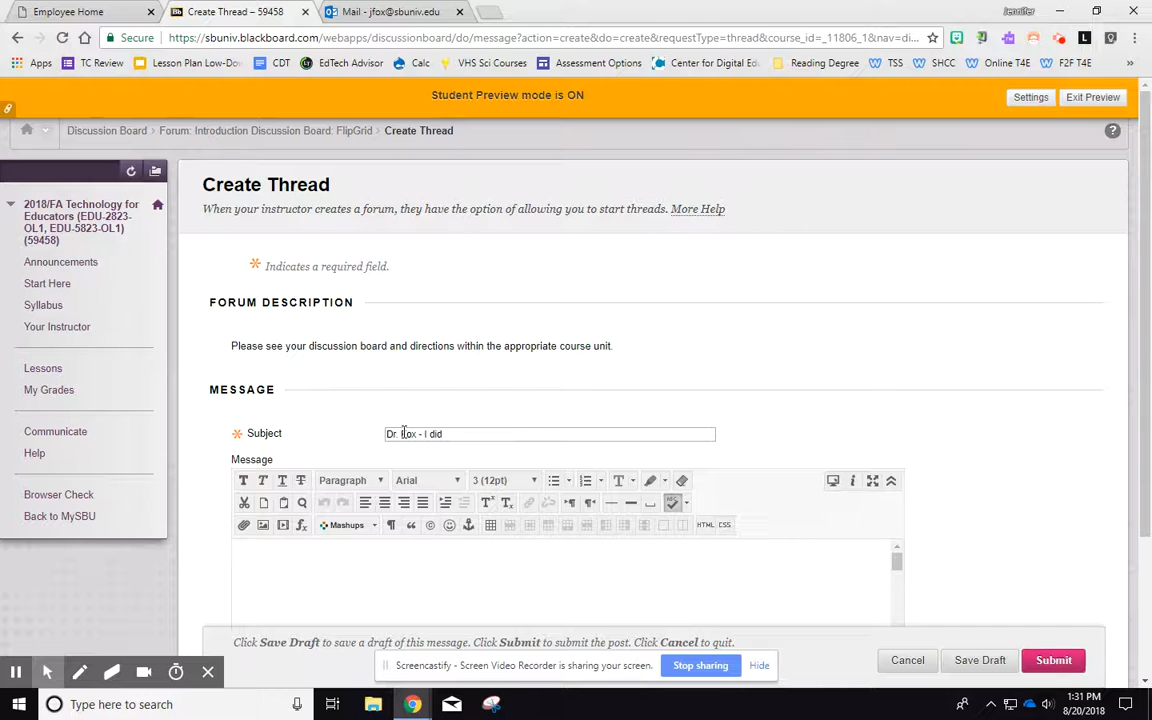 Employee Home
Create Thread – 59458
Mail - jfox@sbuniv.edu
Jennifer
Secure
https://sbuniv.blackboard.com/webapps/discussionboard/do/message?action=create&do=create&requestType=thread&course_id=_11806_1&nav=di...
Apps
TC Review
Lesson Plan Low-Do
CDT
EdTech Advisor
Calc
VHS Sci Courses
Assessment Options
Center for Digital Ed
Reading Degree
TSS
SHCC
Online T4E
F2F T4E
Student Preview mode is ON
Settings
Exit Preview
Discussion Board > Forum: Introduction Discussion Board: FlipGrid > Create Thread
2018/FA Technology for
Educators (EDU-2823-
OL1, EDU-5823-OL1)
(59458)
Announcements
Start Here
Syllabus
Your Instructor
Lessons
My Grades
Communicate
Help
Browser Check
Back to MySBU
Create Thread
When your instructor creates a forum, they have the option of allowing you to start threads. More Help
* Indicates a required field.
FORUM DESCRIPTION
Please see your discussion board and directions within the appropriate course unit.
MESSAGE
* Subject
Dr. Fox - I did
Message
Paragraph
Arial
3 (12pt)
Mashups
HTML CSS
Click Save Draft to save a draft of this message. Click Submit to submit the post. Click Cancel to quit.
Cancel
Save Draft
Submit
Screencastify - Screen Video Recorder is sharing your screen.
Stop sharing
Hide
Type here to search
1:31 PM
8/20/2018